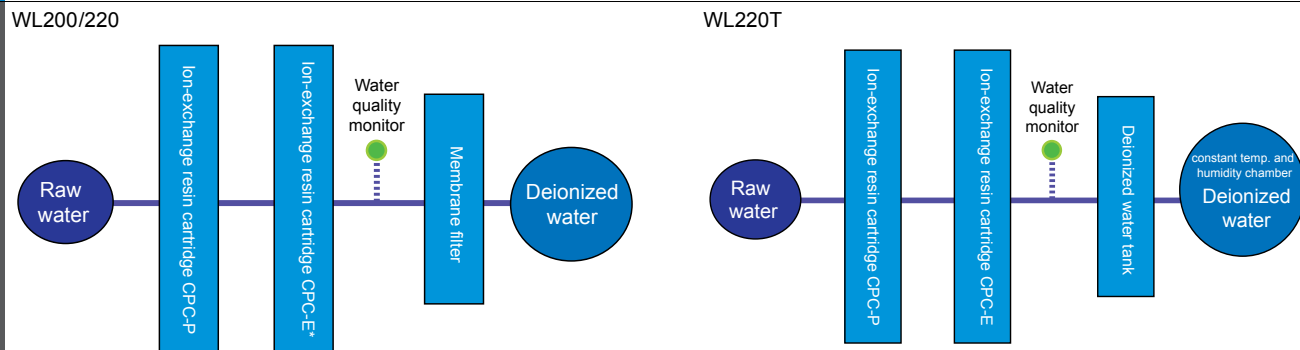 WL200/220
Raw
water
Ion-exchange resin cartridge CPC-P
Ion-exchange resin cartridge CPC-E*
Water
quality
monitor
Membrane filter
Deionized
water
WL220T
Raw
water
Ion-exchange resin cartridge CPC-P
Ion-exchange resin cartridge CPC-E
Water
quality
monitor
Deionized water tank
constant temp. and
humidity chamber
Deionized
water